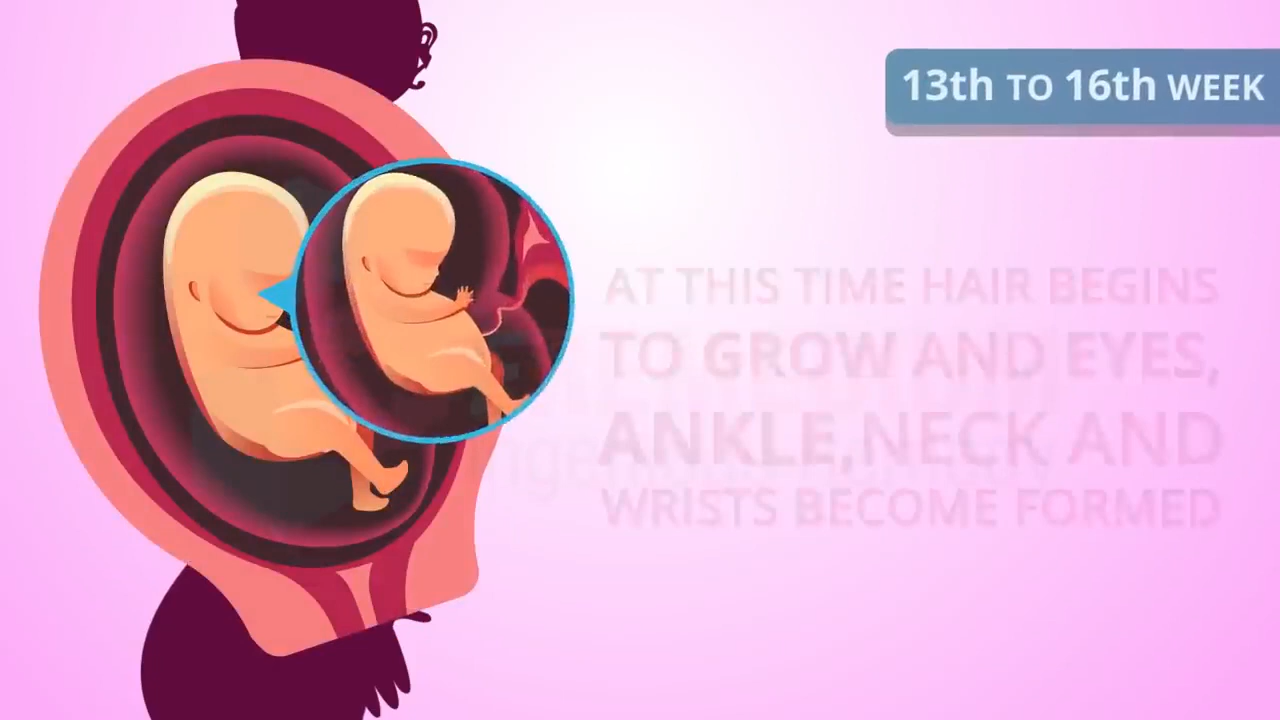 13th TO 16th WEEK
AT THIS TIME HAIR BEGINS
TO GROW AND EYES,
ANKLE,NECK AND
WRISTS BECOME FORMED